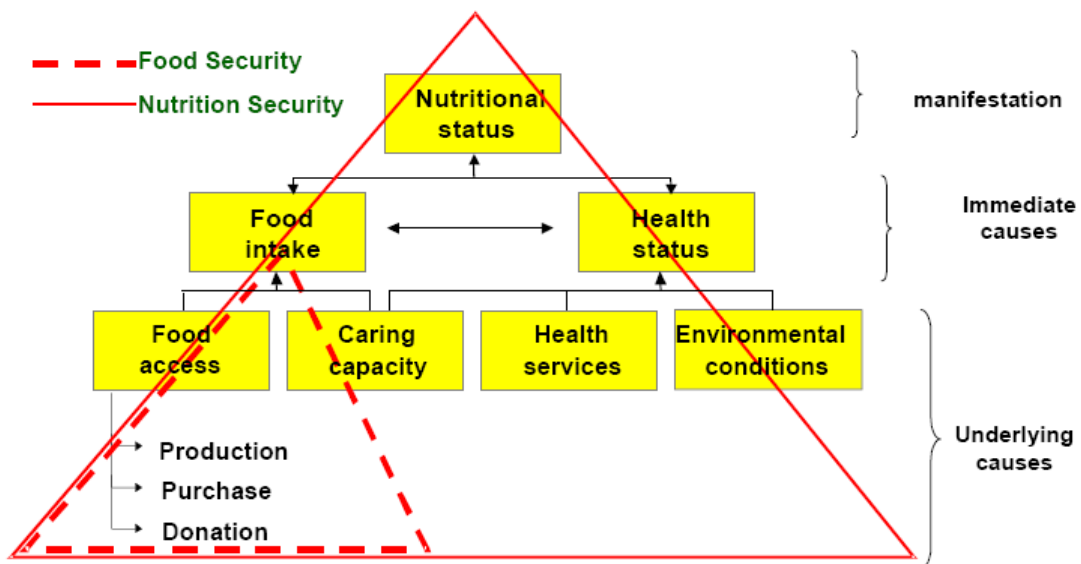 Food Security
Nutrition Security
Nutritional
status
manifestation
Food
intake
Health
status
Immediate
causes
Food
access
Caring
capacity
Health
services
Environmental
conditions
Production
Purchase
Donation
Underlying
causes